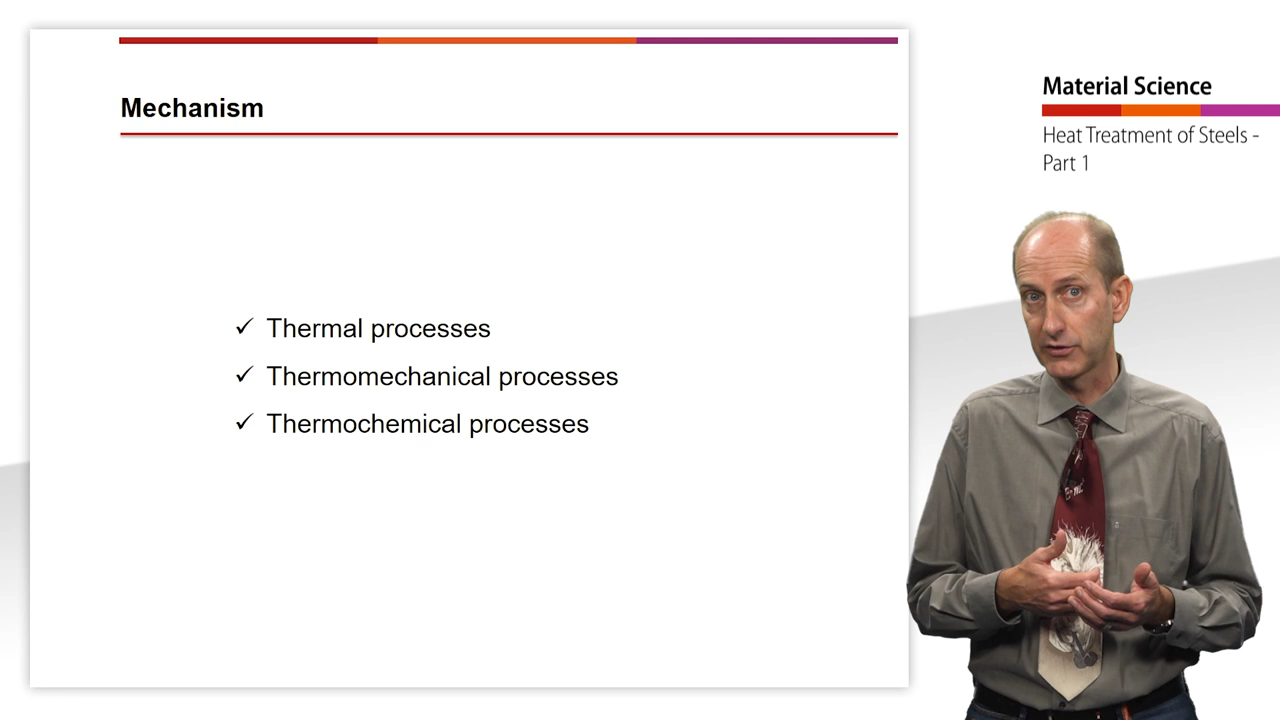 Mechanism
✓ Thermal processes
✓ Thermomechanical processes
✓ Thermochemical processes
Material Science
Heat Treatment of Steels -
Part 1